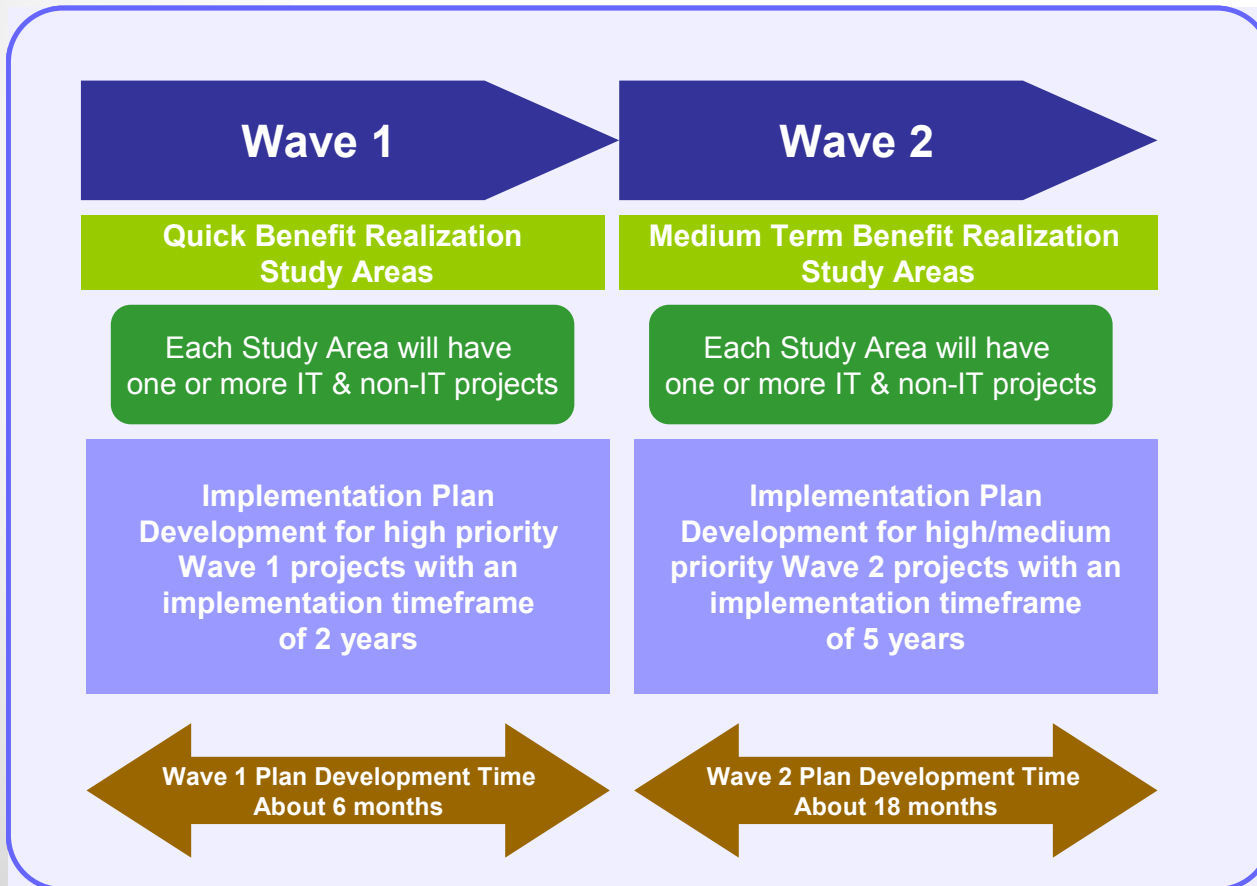 Wave 1
Wave 2
Quick Benefit Realization
Study Areas
Medium Term Benefit Realization
Study Areas
Each Study Area will have
one or more IT & non-IT projects
Each Study Area will have
one or more IT & non-IT projects
Implementation Plan
Development for high priority
Wave 1 projects with an
implementation timeframe
of 2 years
Implementation Plan
Development for high/medium
priority Wave 2 projects with an
implementation timeframe
of 5 years
Wave 1 Plan Development Time
About 6 months
Wave 2 Plan Development Time
About 18 months